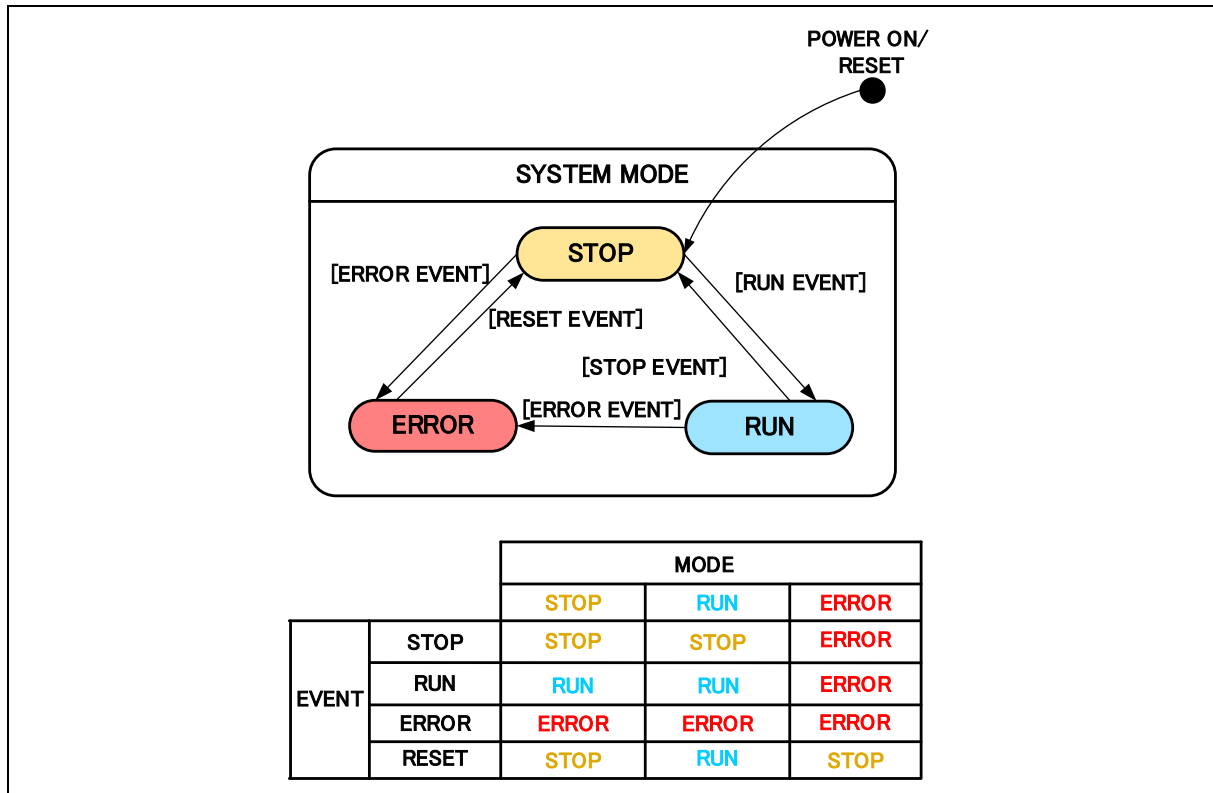 POWER ON/
RESET
SYSTEM MODE
STOP
[ERROR EVENT]
[RUN EVENT]
[RESET EVENT]
[STOP EVENT]
[ERROR EVENT]
ERROR
RUN
MODE
STOP RUN ERROR
STOP STOP STOP ERROR
RUN RUN RUN ERROR
EVENT
ERROR ERROR ERROR ERROR
RESET STOP RUN STOP